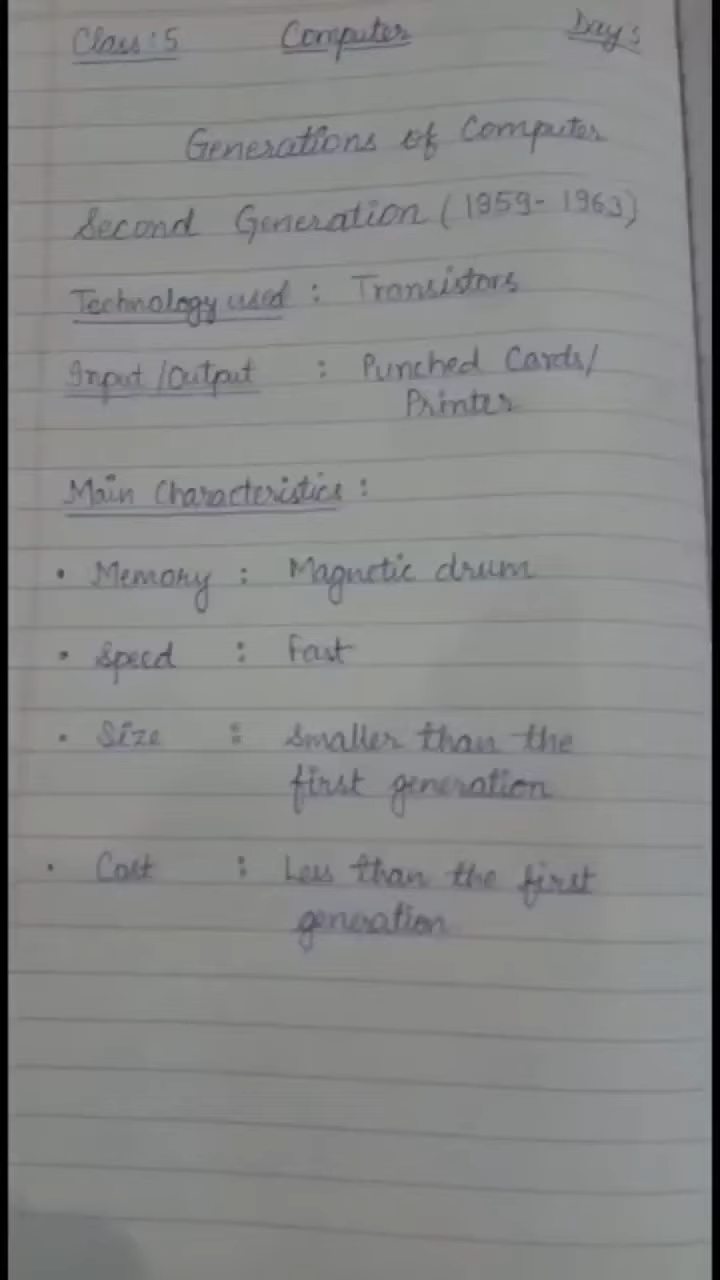 Class: 5 Computer Day 5
Generations of Computer
Second Generation (1959-1963)
Technology used : Transistors
Input/Output : Punched Cards/
Printer
Main Characteristics :
• Memory : Magnetic drum
• Speed : Fast
• Size : Smaller than the
first generation
• Cost : Less than the first
generation